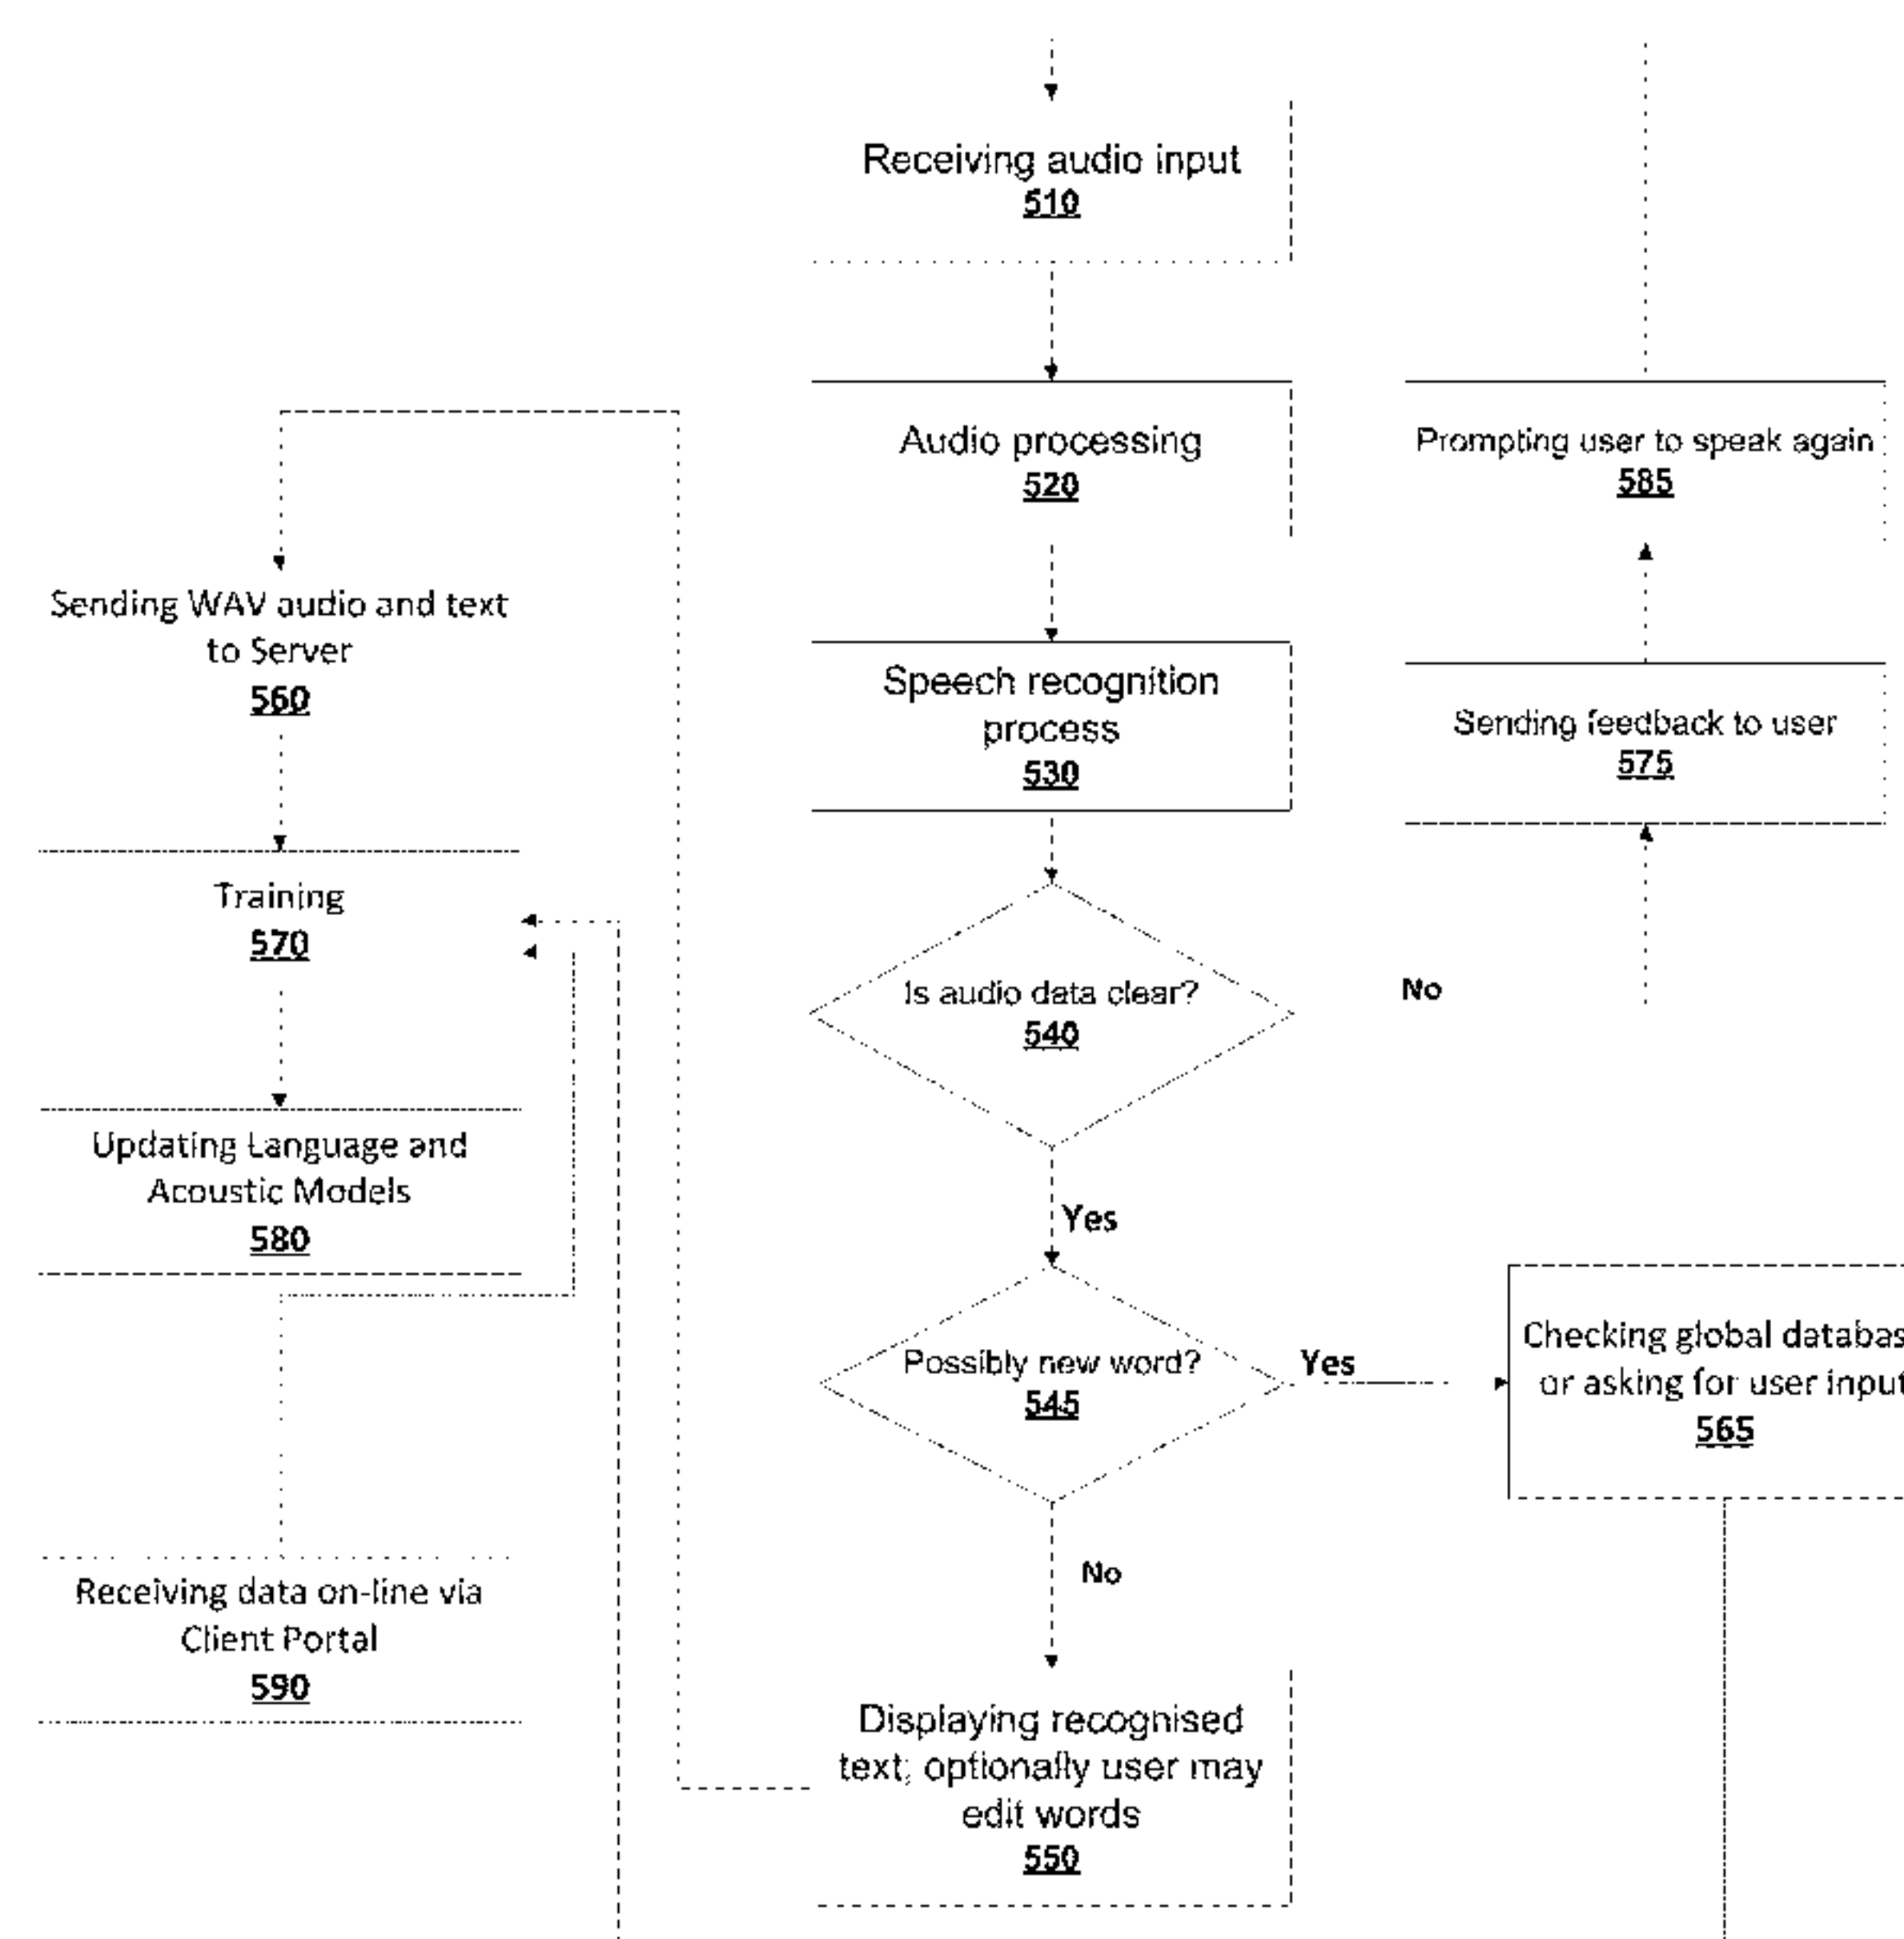 Receiving audio input
510
Audio processing
520
Prompting user to speak again
585
Sending WAV audio and text
to Server
560
Speech recognition
process
530
Sending feedback to user
575
Training
570
Is audio data clear?
540
No
Updating Language and
Acoustic Models
580
Yes
Possibly new word?
545
Yes
Checking global databas
or asking for user input
565
No
Receiving data on-line via
Client Portal
590
Displaying recognised
text; optionally user may
edit words
550